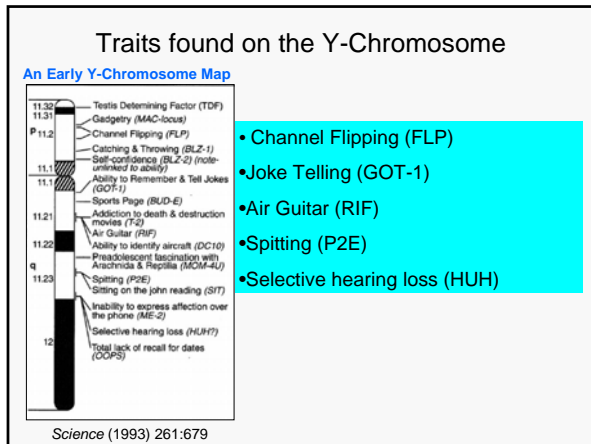 Traits found on the Y-Chromosome
An Early Y-Chromosome Map
11.32
11.31
p 11.2
11.1
11.1
11.21
11.22
q
11.23
12
Testis Determining Factor (TDF)
Gadgetry (MAC-locus)
Channel Flipping (FLP)
Catching & Throwing (BLZ-1)
Self-confidence (BLZ-2) (note-
unlinked to ability)
Ability to Remember & Tell Jokes
(GOT-1)
Sports Page (BUD-E)
Addiction to death & destruction
movies (T-2)
Air Guitar (RIF)
Ability to identify aircraft (DC10)
Preadolescent fascination with
Arachnida & Reptilia (MOM-4U)
Spitting (P2E)
Sitting on the john reading (SIT)
Inability to express affection over
the phone (ME-2)
Selective hearing loss (HUH?)
Total lack of recall for dates
(OOPS)
• Channel Flipping (FLP)
•Joke Telling (GOT-1)
•Air Guitar (RIF)
•Spitting (P2E)
•Selective hearing loss (HUH)
Science (1993) 261:679